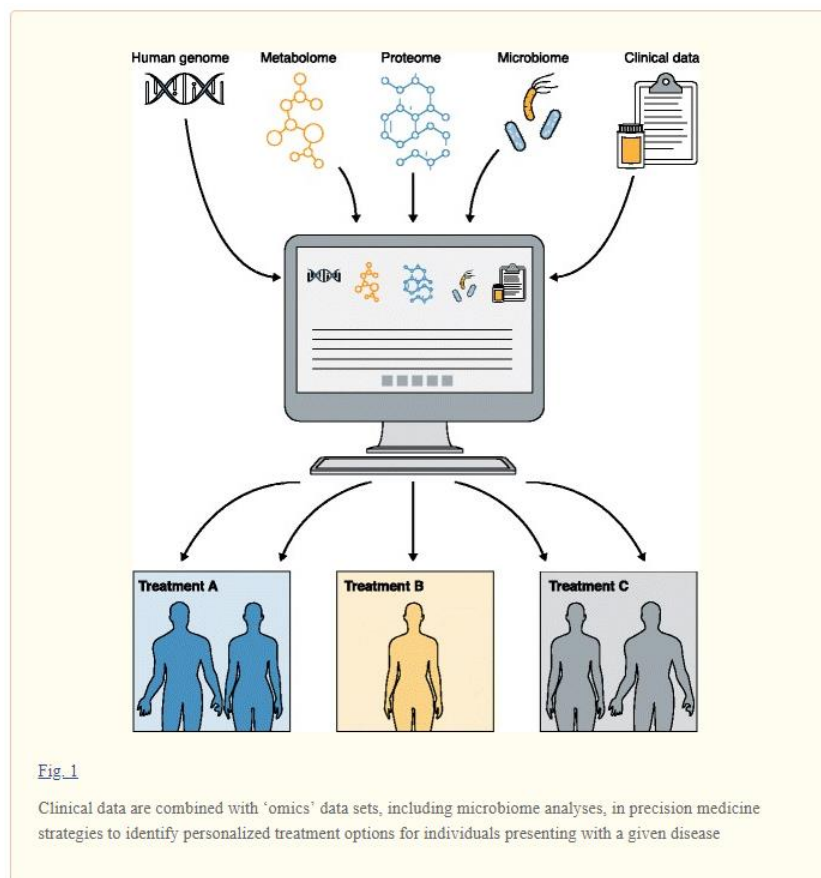 Human genome Metabolome Proteome Microbiome Clinical data
Treatment A Treatment B Treatment C
Fig. 1
Clinical data are combined with ‘omics’ data sets, including microbiome analyses, in precision medicine
strategies to identify personalized treatment options for individuals presenting with a given disease